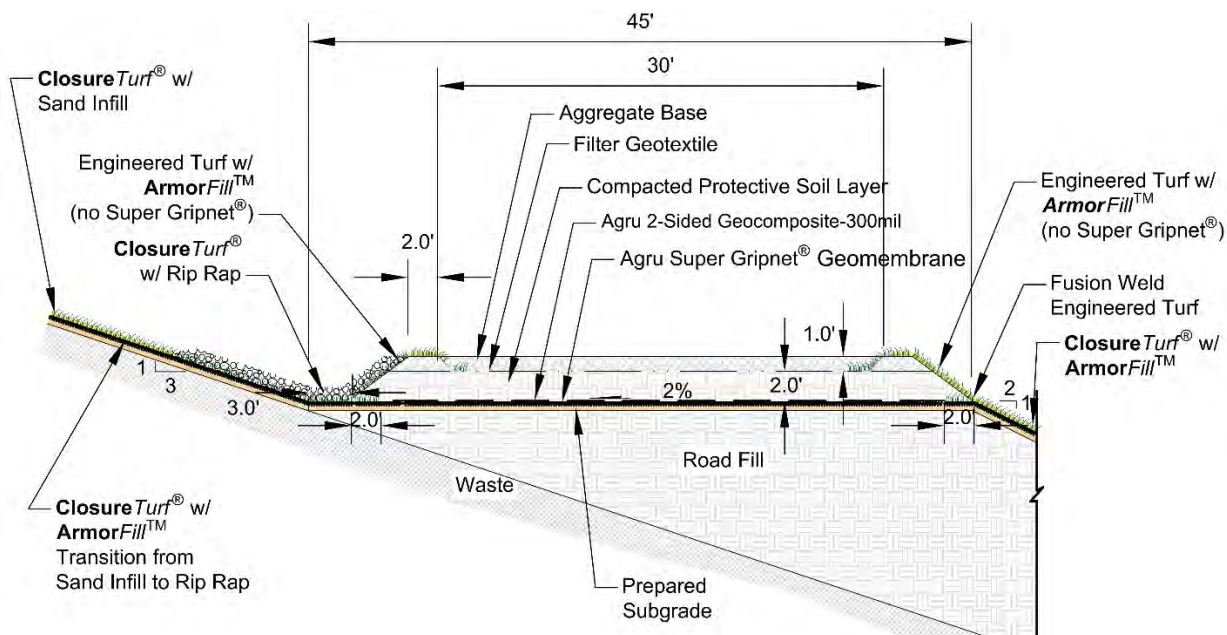 45'
30'
ClosureTurf® w/
Sand Infill
Aggregate Base
Filter Geotextile
Engineered Turf w/
ArmorFill™
(no Super Gripnet®)
Compacted Protective Soil Layer
Engineered Turf w/
ArmorFill™
(no Super Gripnet®)
Agru 2-Sided Geocomposite-300mil
2.0'
ClosureTurf®
w/ Rip Rap
Agru Super Gripnet® Geomembrane
Fusion Weld
Engineered Turf
1.0'
ClosureTurf® w/
ArmorFill™
1
3
3.0'
2%
2.0'
2
1
2.0'
2.0'
Road Fill
Waste
ClosureTurf® w/
ArmorFill™
Transition from
Sand Infill to Rip Rap
Prepared
Subgrade